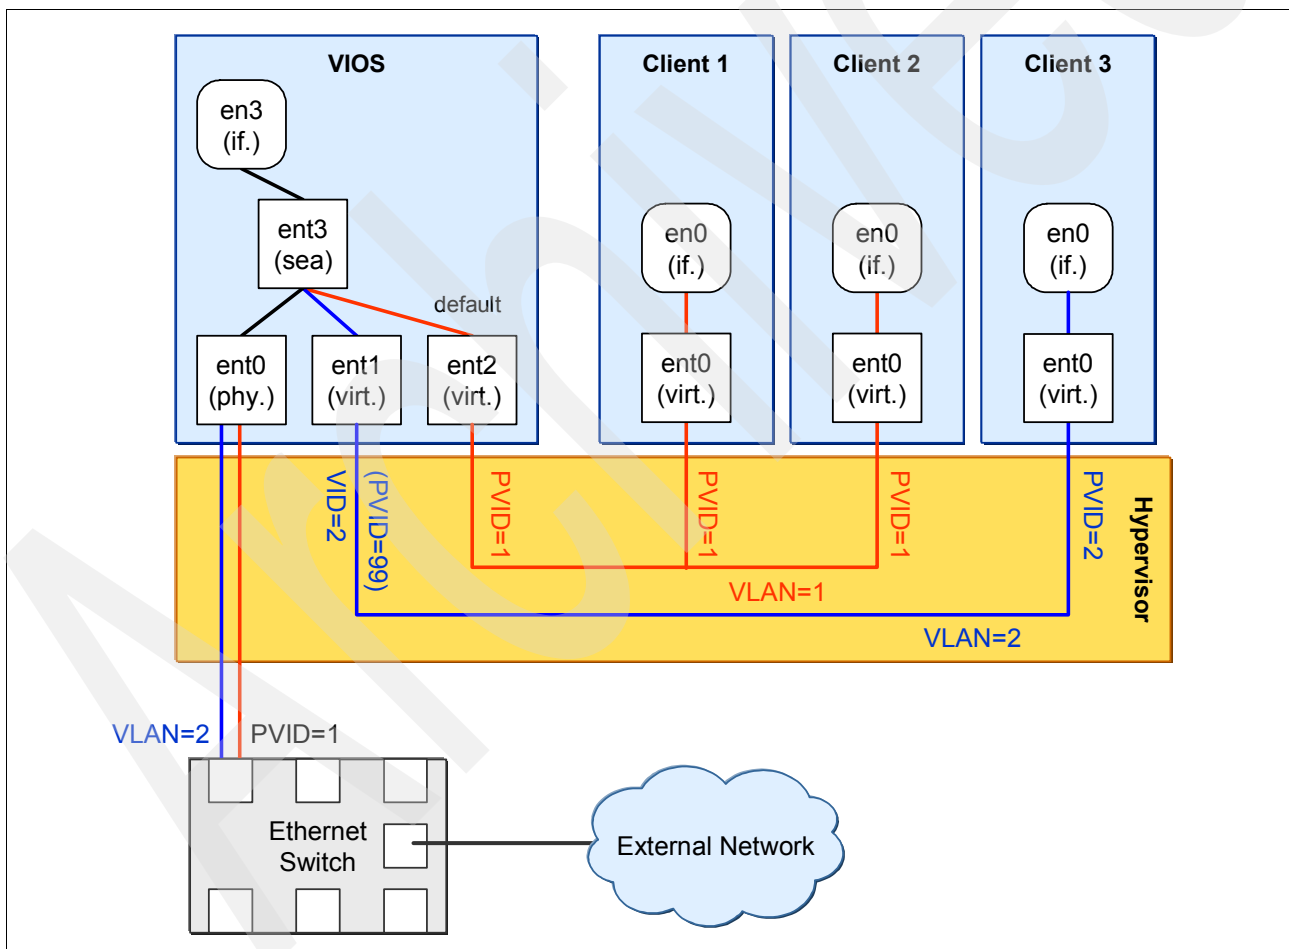 VIOS
Client 1
Client 2
Client 3
en3
(if.)
ent3
(sea)
default
ent0
(phy.)
ent1
(virt.)
ent2
(virt.)
en0
(if.)
ent0
(virt.)
en0
(if.)
ent0
(virt.)
en0
(if.)
ent0
(virt.)
VID=2
(PVID=99)
PVID=1
PVID=1
PVID=1
PVID=2
Hypervisor
VLAN=1
VLAN=2
VLAN=2
PVID=1
Ethernet
Switch
External Network